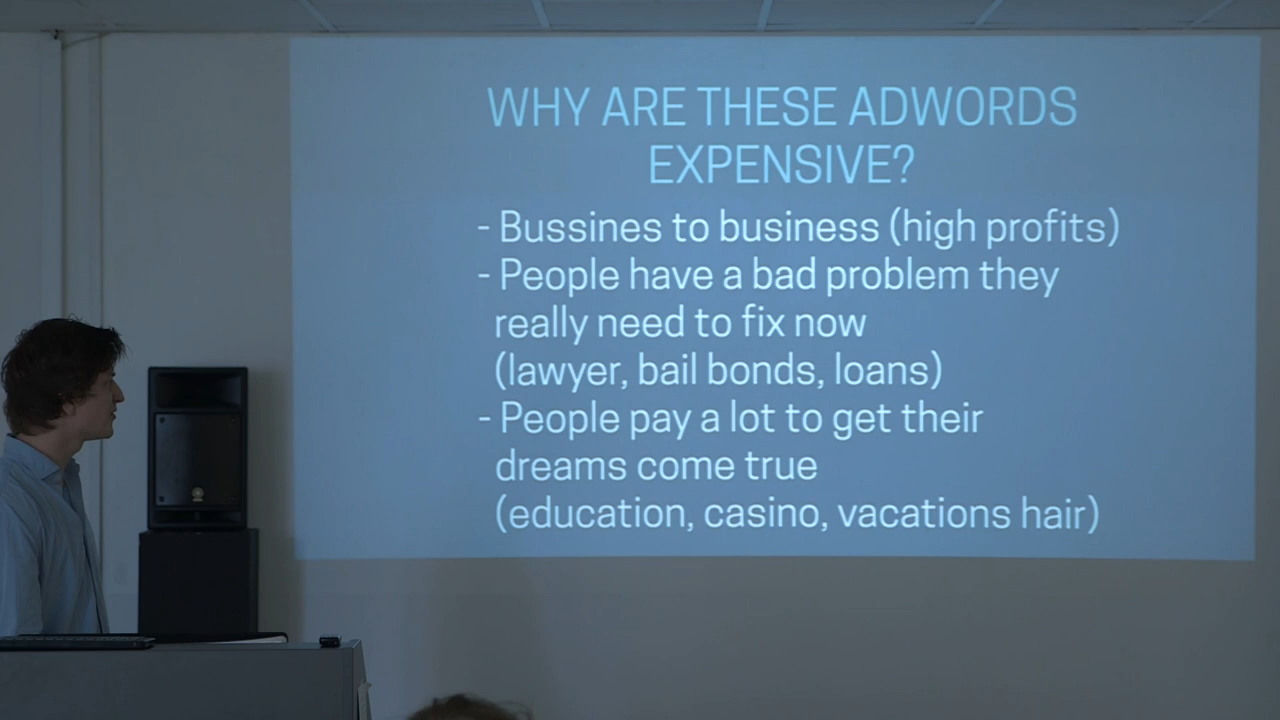 WHY ARE THESE ADWORDS
EXPENSIVE?
- Bussines to business (high profits)
- People have a bad problem they
really need to fix now
(lawyer, bail bonds, loans)
- People pay a lot to get their
dreams come true
(education, casino, vacations hair)